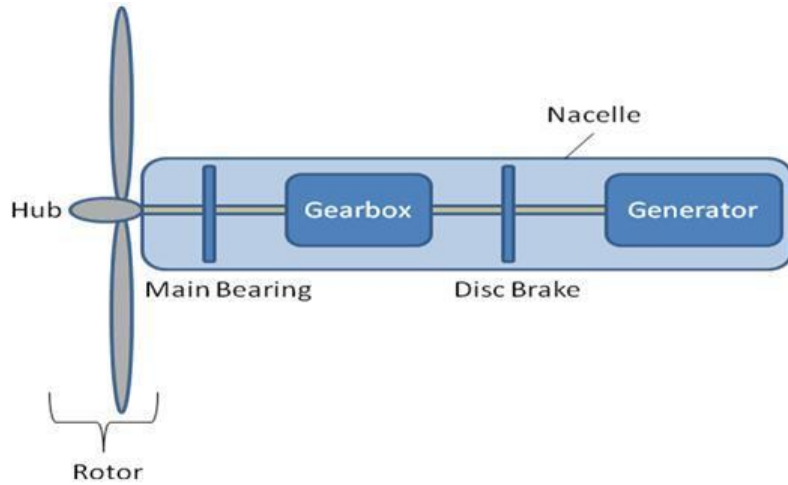 Nacelle
Hub
Gearbox
Generator
Main Bearing
Disc Brake
Rotor